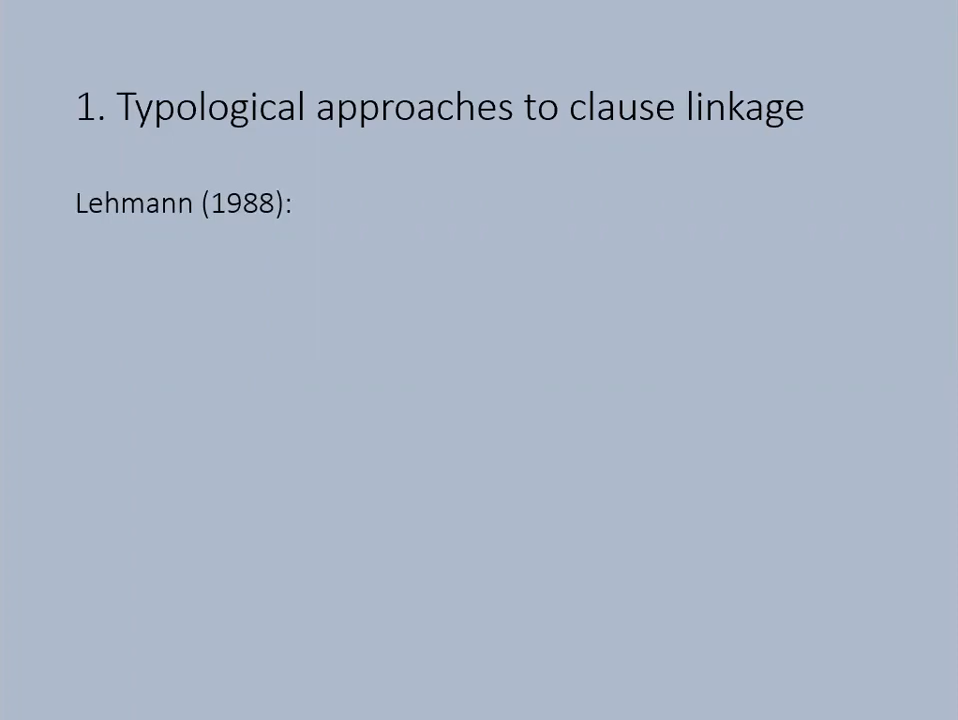 1. Typological approaches to clause linkage
Lehmann (1988):